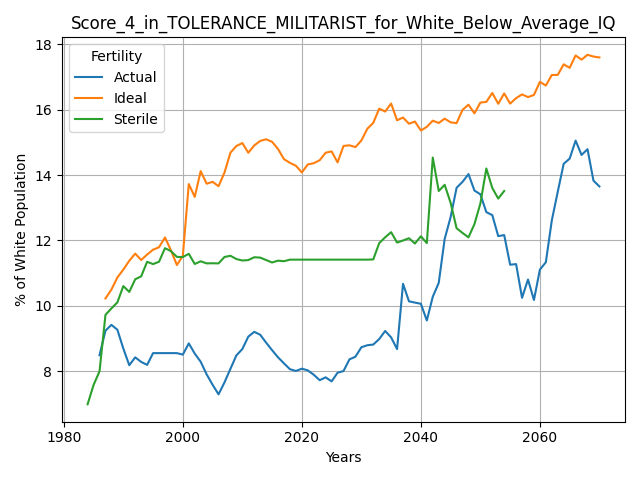 Score_4_in_TOLERANCE_MILITARIST_for_White_Below_Average_IQ
Fertility
Actual
Ideal
Sterile
% of White Population
18
16
14
12
10
8
1980
2000
2020
2040
2060
Years